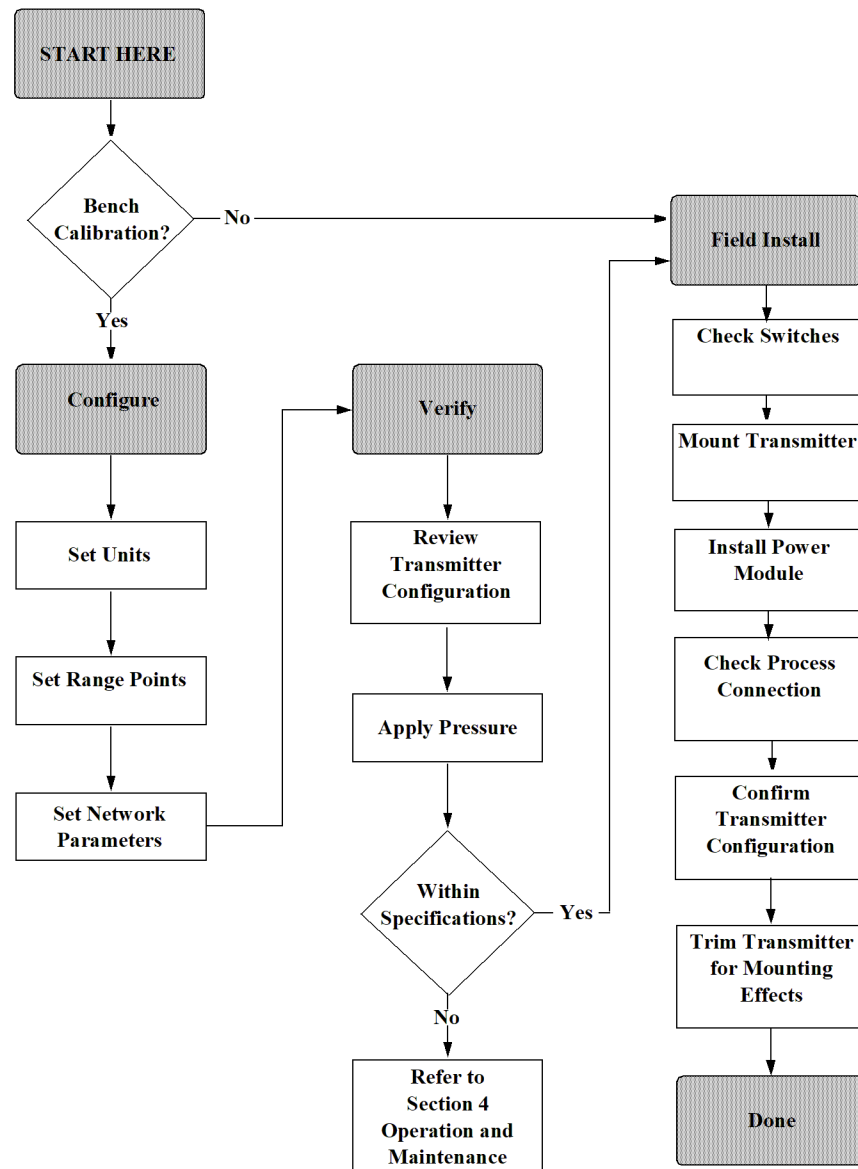 START HERE
Bench
Calibration?
No
Yes
Configure
Set Units
Set Range Points
Set Network
Parameters
Verify
Review
Transmitter
Configuration
Apply Pressure
Within
Specifications?
Yes
No
Refer to
Section 4
Operation and
Maintenance
Field Install
Check Switches
Mount Transmitter
Install Power
Module
Check Process
Connection
Confirm
Transmitter
Configuration
Trim Transmitter
for Mounting
Effects
Done